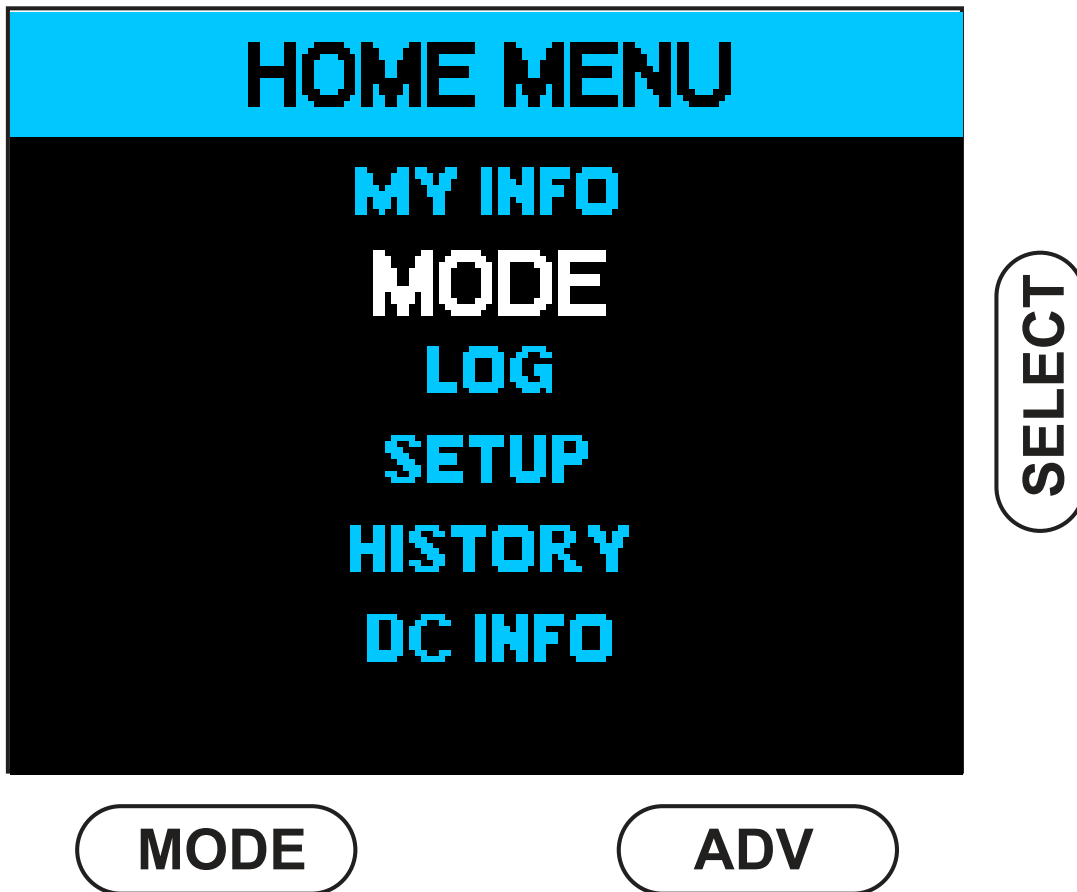 HOME MENU
MY INFO
MODE
LOG
SETUP
HISTORY
DC INFO
SELECT
MODE
ADV